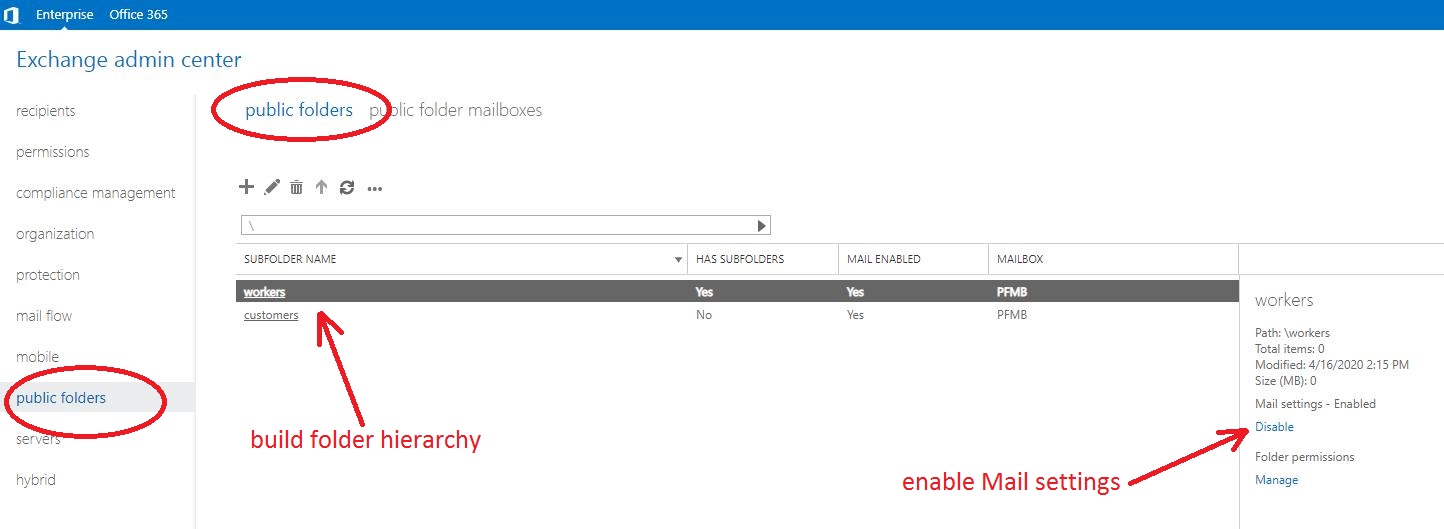 Enterprise Office 365
Exchange admin center
recipients
permissions
compliance management
organization
protection
mail flow
mobile
public folders
servers
hybrid
public folders public folder mailboxes
\
SUBFOLDER NAME HAS SUBFOLDERS MAIL ENABLED MAILBOX
workers Yes Yes PFMB
customers No Yes PFMB
build folder hierarchy
enable Mail settings
workers
Path: \workers
Total items: 0
Modified: 4/16/2020 2:15 PM
Size (MB): 0
Mail settings - Enabled
Disable
Folder permissions
Manage